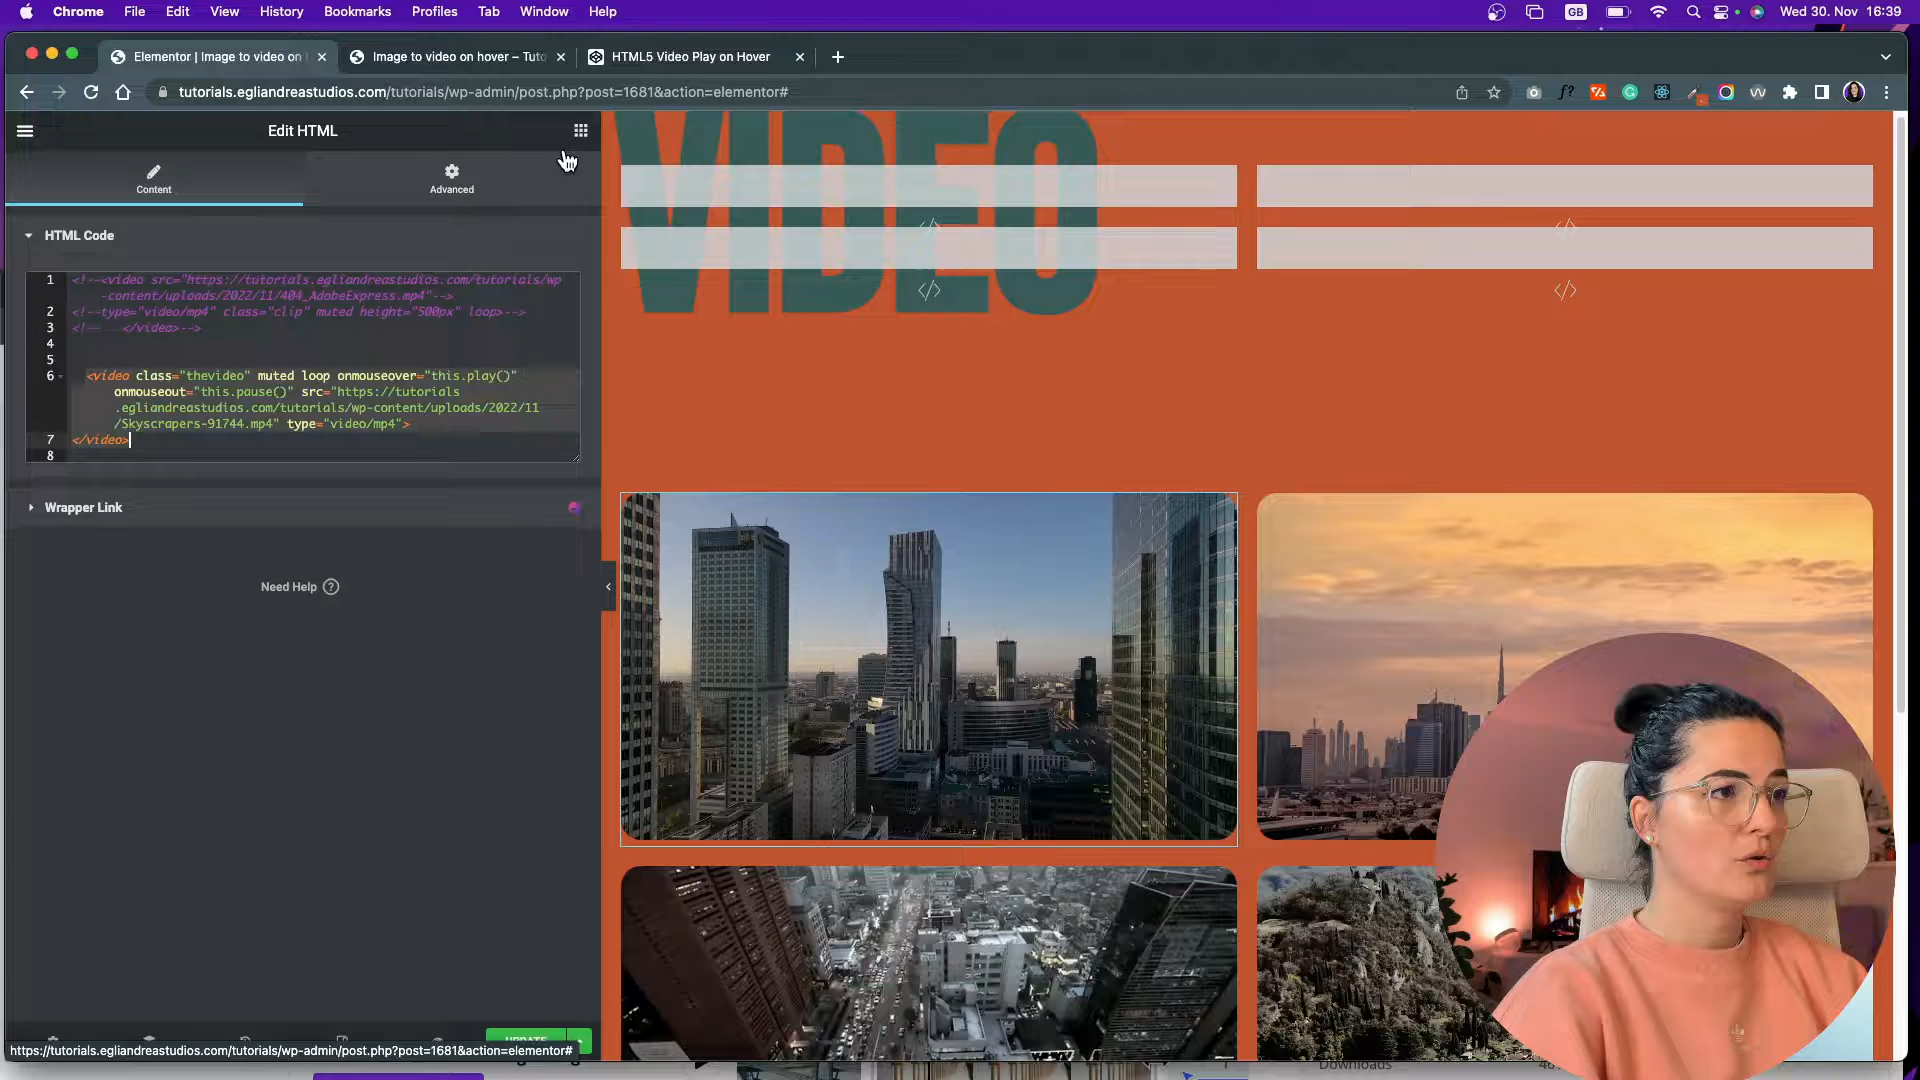 Chrome File Edit View History Bookmarks Profiles Tab Window Help
GB Wed 30. Nov 16:39
Elementor | Image to video on
Image to video on hover – Tuto
HTML5 Video Play on Hover
tutorials.egliandreastudios.com/tutorials/wp-admin/post.php?post=1681&action=elementor#
Edit HTML
Content
Advanced
HTML Code
1 <!--<video src="https://tutorials.egliandreastudios.com/tutorials/wp
-content/uploads/2022/11/404_AdobeExpress.mp4"-->
2 <!--type="video/mp4" class="clip" muted height="500px" loop>-->
3 <!-- </video>-->
4
5
6 <video class="thevideo" muted loop onmouseover="this.play()"
onmouseout="this.pause()" src="https://tutorials
.egliandreastudios.com/tutorials/wp-content/uploads/2022/11
/Skyscrapers-91744.mp4" type="video/mp4">
7 </video>
8
Wrapper Link
Need Help
UPDATE
https://tutorials.egliandreastudios.com/tutorials/wp-admin/post.php?post=1681&action=elementor#
VIDEO
</>
</>
</>
</>
Downloads